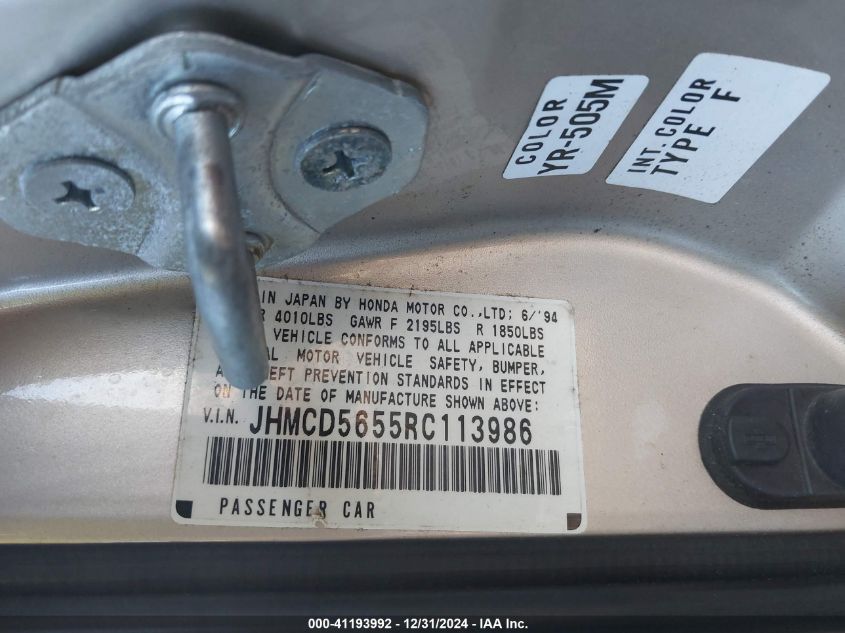 COLOR
YR-505M
INT. COLOR
TYPE F
IN JAPAN BY HONDA MOTOR CO.,LTD; 6/'94
4010LBS GAWR F 2195LBS R 1850LBS
VEHICLE CONFORMS TO ALL APPLICABLE
MOTOR VEHICLE SAFETY, BUMPER,
PREVENTION STANDARDS IN EFFECT
ON THE DATE OF MANUFACTURE SHOWN ABOVE:
V.I.N. JHMCD5655RC113986
PASSENGER CAR
000-41193992 - 12/31/2024 - IAA Inc.